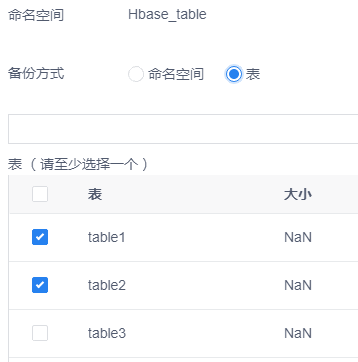 命名空间 Hbase_table
备份方式 命名空间 表
表（请至少选择一个）
表 大小
table1 NaN
table2 NaN
table3 NaN